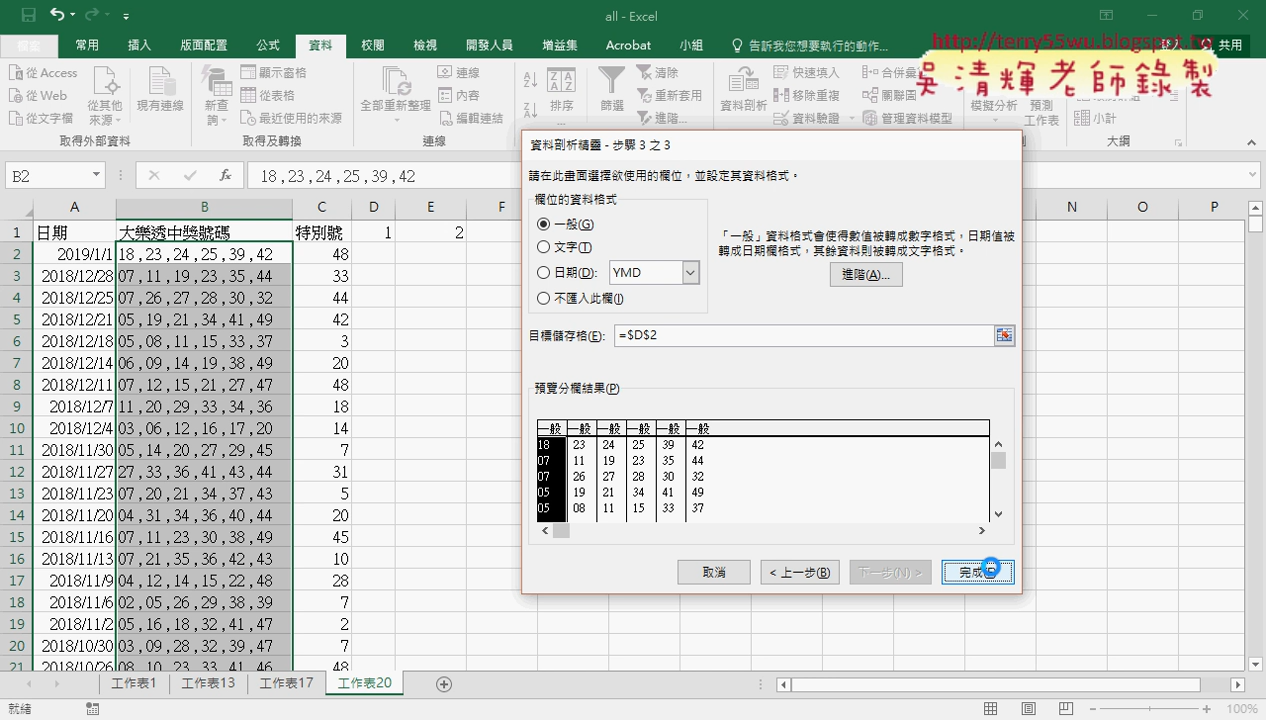 all - Excel
常用 插入 版面配置 公式 資料 校閱 檢視 開發人員 增益集 Acrobat 小組 告訴我您想要執行的動作... 共用
http://terry55wu.blogspot.
吳清輝老師錄製
從 Access
從 Web
從文字檔
從其他來源
現有連線
取得外部資料
新查詢
顯示查詢
從表格
最近使用的來源
取得及轉換
全部重新整理
連線
內容
編輯連結
連線
排序
篩選
清除
重新套用
進階...
資料剖析
快速填入
移除重複
資料驗證
合併彙
關聯圖
管理資料模型
模擬分析
預測工作表
小計
大綱
B2
fx
18,23,24,25,39,42
A B C D E F N O P
1 日期 大樂透中獎號碼 特別號 1 2
2 2019/1/1 18,23,24,25,39,42 48
3 2018/12/28 07,11,19,23,35,44 33
4 2018/12/25 07,26,27,28,30,32 44
5 2018/12/21 05,19,21,34,41,49 42
6 2018/12/18 05,08,11,15,33,37 3
7 2018/12/14 06,09,14,19,38,49 20
8 2018/12/11 07,12,15,21,27,47 48
9 2018/12/7 11,20,29,33,34,36 18
10 2018/12/4 03,06,12,16,17,20 14
11 2018/11/30 05,14,20,27,29,45 7
12 2018/11/27 27,33,36,41,43,44 31
13 2018/11/23 07,20,21,34,37,43 5
14 2018/11/20 04,31,34,36,40,44 20
15 2018/11/16 07,11,23,30,38,49 45
16 2018/11/13 07,21,35,36,42,43 10
17 2018/11/9 04,12,14,15,22,48 28
18 2018/11/6 02,05,26,29,38,39 7
19 2018/11/2 05,16,18,32,41,47 2
20 2018/10/30 03,09,28,32,39,47 7
21 2018/10/26 08,10,23,33,41,46 48
資料剖析精靈 - 步驟 3 之 3
請在此畫面選擇欲使用的欄位，並設定其資料格式。
欄位的資料格式
一般(G)
文字(T)
日期(D): YMD
不匯入此欄(I)
「一般」資料格式會使得數值被轉成數字格式，日期值被
轉成日期欄格式，其餘資料則被轉成文字格式。
進階(A)...
目標儲存格(E): =$D$2
預覽分欄結果(P)
一般 一般 一般 一般 一般 一般
18 23 24 25 39 42
07 11 19 23 35 44
07 26 27 28 30 32
05 19 21 34 41 49
05 08 11 15 33 37
取消 < 上一步(B) 下一步(N) > 完成
工作表1 工作表13 工作表17 工作表20
就緒
100%